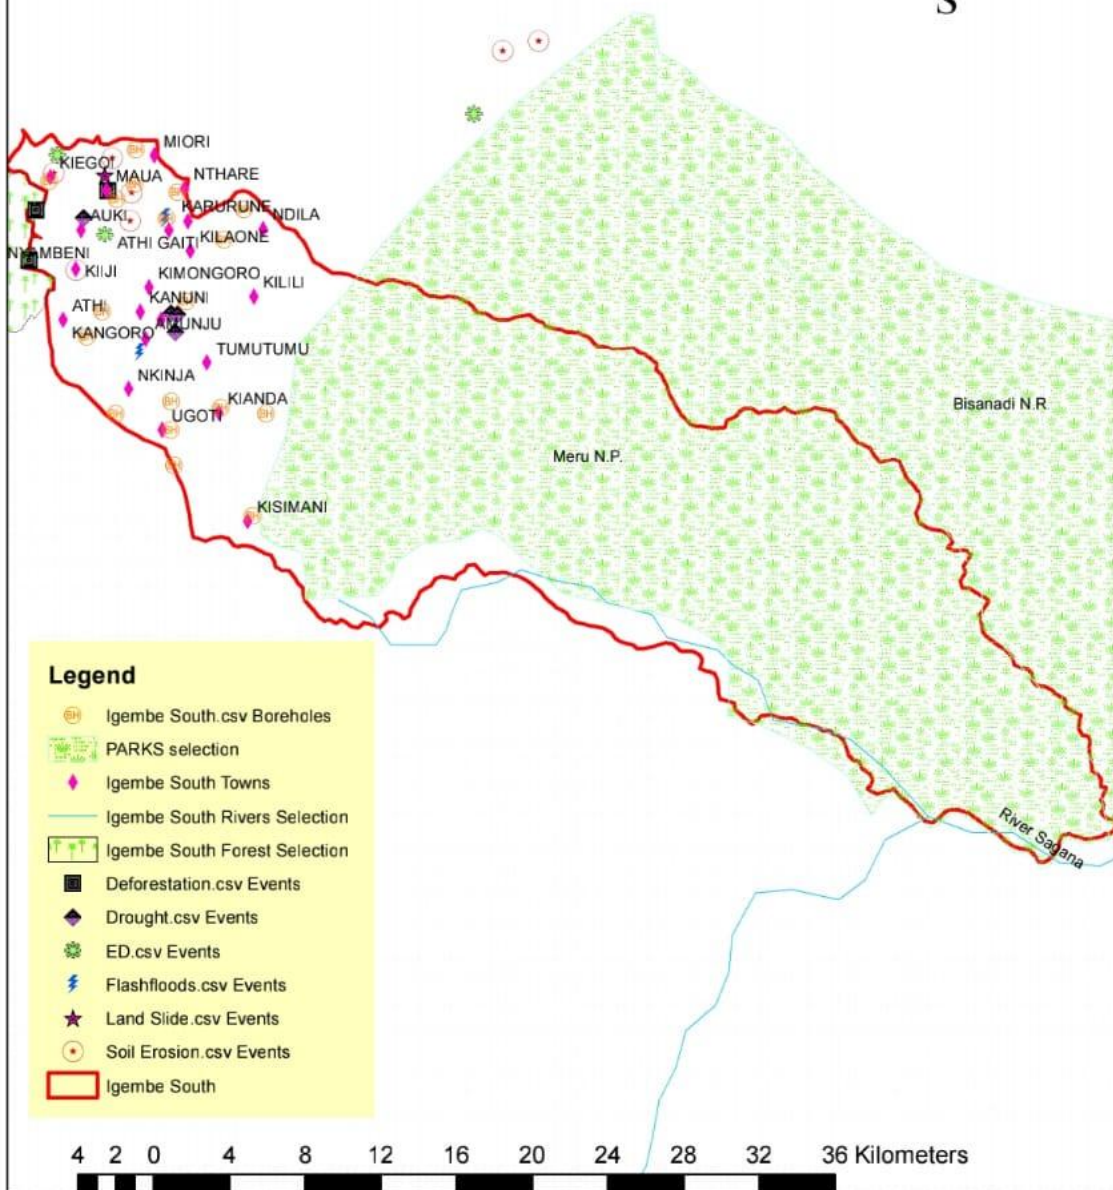 S
MIORI
KIEGOI
MAUA
NTHARE
AUKI
KARURUNE
NDILA
ATHI GAITI
KILAONE
NYAMBENI
KIIJI
KIMONGORO
KILILI
ATHI
KANUNI
KANGORO
AMUNJU
TUMUTUMU
NKINJA
KIANDA
UGOTI
Bisanadi N.R
Meru N.P.
KISIMANI
Legend
BH Igembe South.csv Boreholes
PARKS selection
Igembe South Towns
Igembe South Rivers Selection
Igembe South Forest Selection
Deforestation.csv Events
Drought.csv Events
ED.csv Events
Flashfloods.csv Events
Land Slide.csv Events
Soil Erosion.csv Events
Igembe South
River Sagana
4 2 0 4 8 12 16 20 24 28 32 36 Kilometers